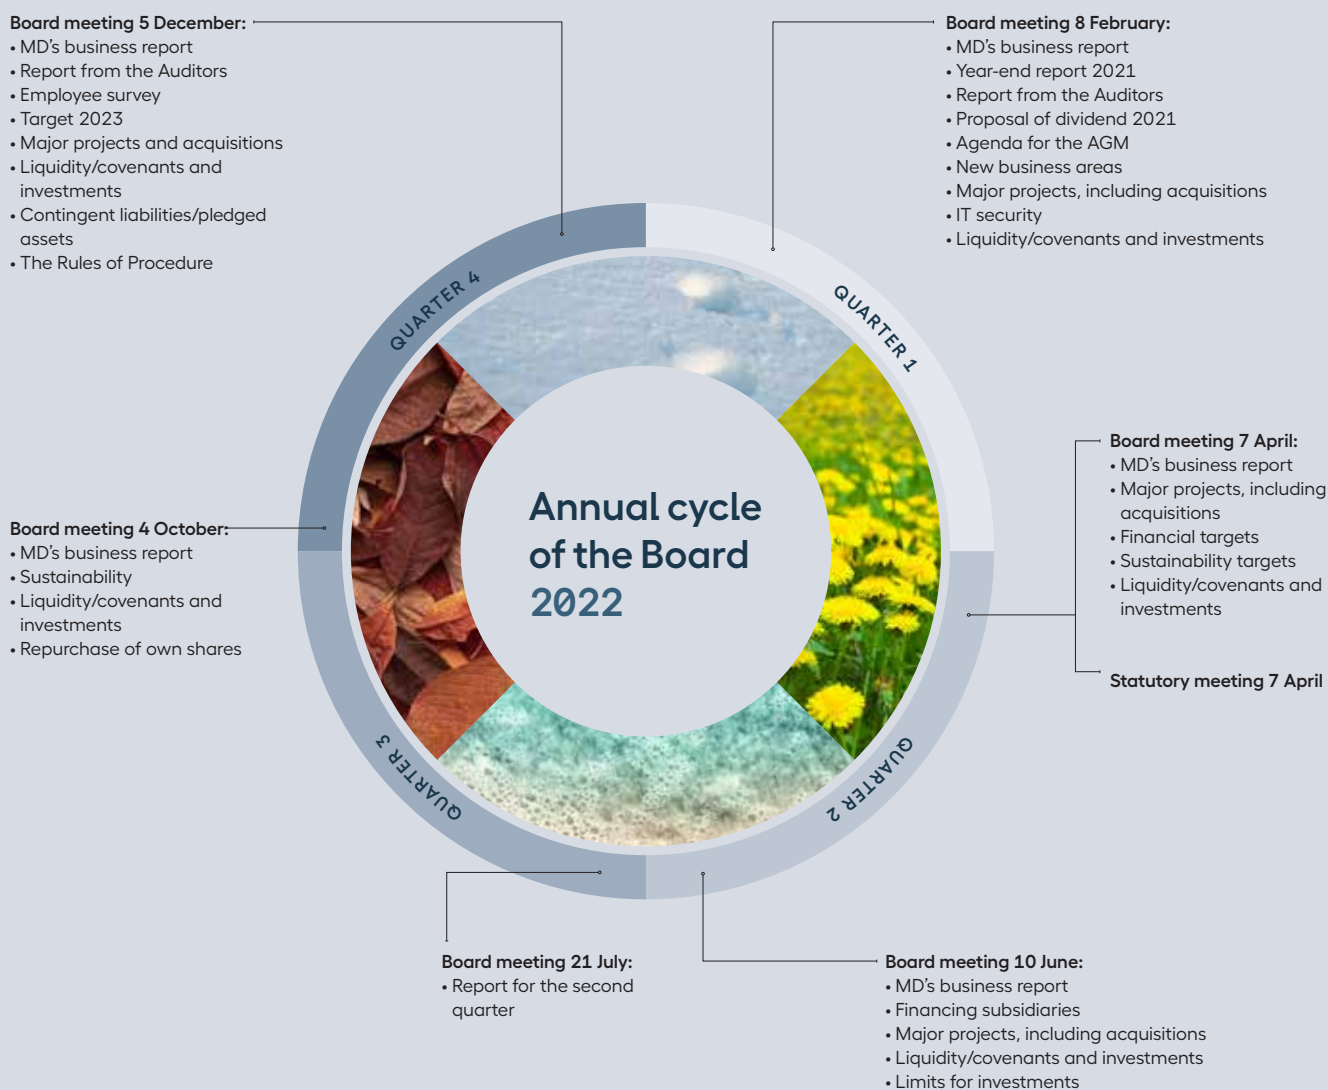 Board meeting 5 December:
• MD’s business report
• Report from the Auditors
• Employee survey
• Target 2023
• Major projects and acquisitions
• Liquidity/covenants and
investments
• Contingent liabilities/pledged
assets
• The Rules of Procedure
Board meeting 8 February:
• MD’s business report
• Year-end report 2021
• Report from the Auditors
• Proposal of dividend 2021
• Agenda for the AGM
• New business areas
• Major projects, including acquisitions
• IT security
• Liquidity/covenants and investments
QUARTER 4
QUARTER 1
Board meeting 7 April:
• MD’s business report
• Major projects, including
acquisitions
• Financial targets
• Sustainability targets
• Liquidity/covenants and
investments
Statutory meeting 7 April
Annual cycle
of the Board
2022
Board meeting 4 October:
• MD’s business report
• Sustainability
• Liquidity/covenants and
investments
• Repurchase of own shares
QUARTER 3
QUARTER 2
Board meeting 21 July:
• Report for the second
quarter
Board meeting 10 June:
• MD’s business report
• Financing subsidiaries
• Major projects, including acquisitions
• Liquidity/covenants and investments
• Limits for investments